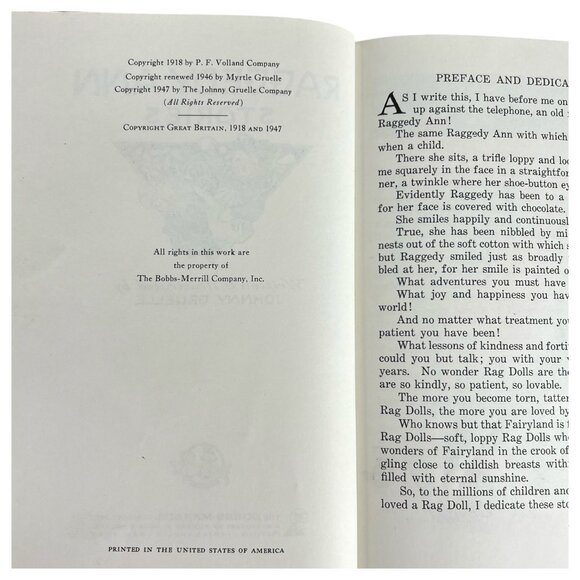 Copyright 1918 by P. F. Volland Company
Copyright renewed 1946 by Myrtle Gruelle
Copyright 1947 by The Johnny Gruelle Company
(All Rights Reserved)
Copyright Great Britain, 1918 and 1947
All rights in this work are
the property of
The Bobbs-Merrill Company, Inc.
PRINTED IN THE UNITED STATES OF AMERICA
PREFACE AND DEDICA
AS I write this, I have before me on
up against the telephone, an old
Raggedy Ann!
The same Raggedy Ann with which
when a child.
There she sits, a trifle loppy and loo
me squarely in the face in a straightfor
ner, a twinkle where her shoe-button ey
Evidently Raggedy has been to a
for her face is covered with chocolate.
She smiles happily and continuously
True, she has been nibbled by mi
nests out of the soft cotton with which s
but Raggedy smiled just as broadly
bled at her, for her smile is painted o
What adventures you must have
What joy and happiness you hav
world!
And no matter what treatment you
patient you have been!
What lessons of kindness and forti
could you but talk; you with your
years. No wonder Rag Dolls are the
are so kindly, so patient, so lovable.
The more you become torn, tatter
Rag Dolls, the more you are loved by
Who knows but that Fairyland is f
Rag Dolls—soft, loppy Rag Dolls wh
wonders of Fairyland in the crook of
gling close to childish breasts with
filled with eternal sunshine.
So, to the millions of children and
loved a Rag Doll, I dedicate these sto